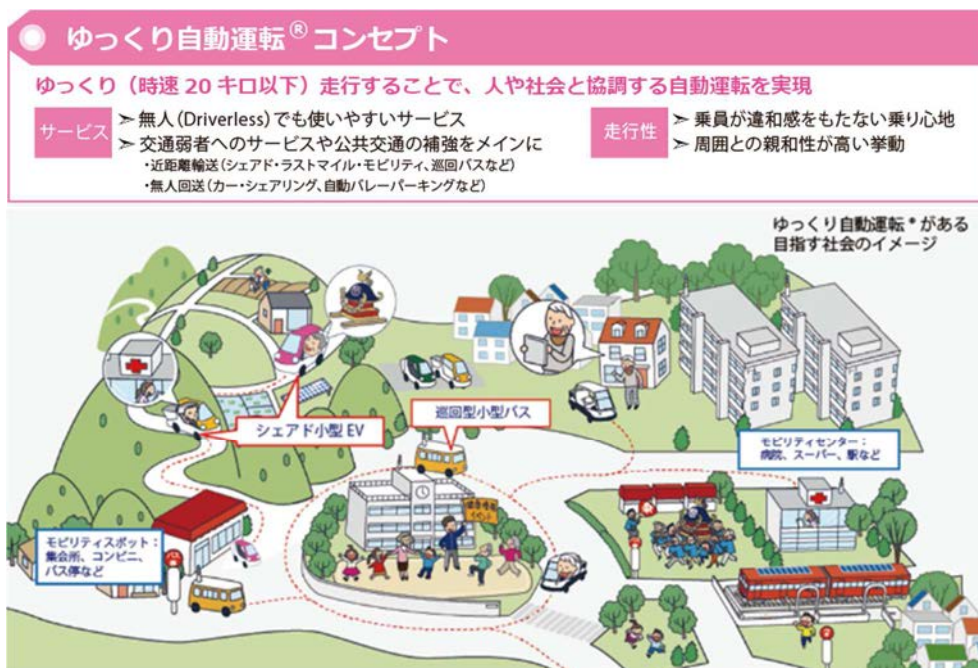 ゆっくり自動運転®コンセプト
ゆっくり（時速 20 キロ以下）走行することで、人や社会と協調する自動運転を実現
サービス
➢ 無人（Driverless）でも使いやすいサービス
➢ 交通弱者へのサービスや公共交通の補強をメインに
・近距離輸送（シェアド・ラストマイル・モビリティ、巡回バスなど）
・無人回送（カー・シェアリング、自動バレーパーキングなど）
走行性
➢ 乗員が違和感をもたない乗り心地
➢ 周囲との親和性が高い挙動
ゆっくり自動運転®がある
目指す社会のイメージ
シェアド小型 EV
巡回型小型バス
モビリティセンター：
病院、スーパー、駅など
モビリティスポット：
集会所、コンビニ、
バス停など
バス
イベント